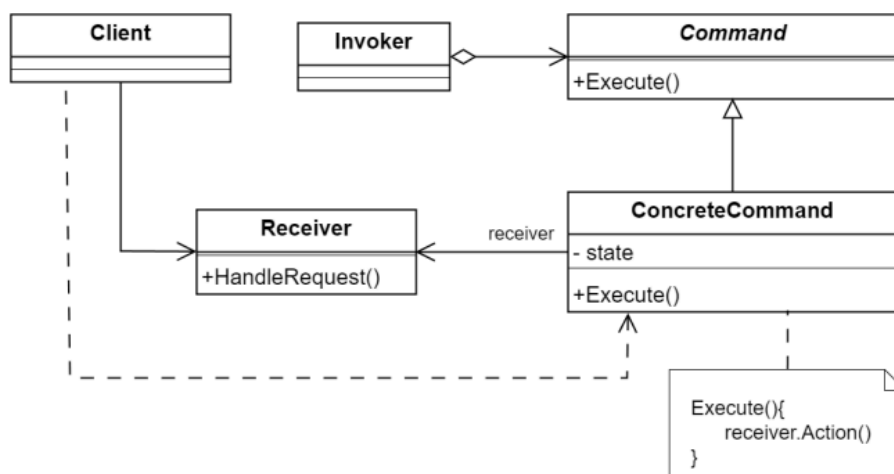 Client
Invoker
Command
+Execute()
Receiver
+HandleRequest()
receiver
ConcreteCommand
- state
+Execute()
Execute(){
receiver.Action()
}